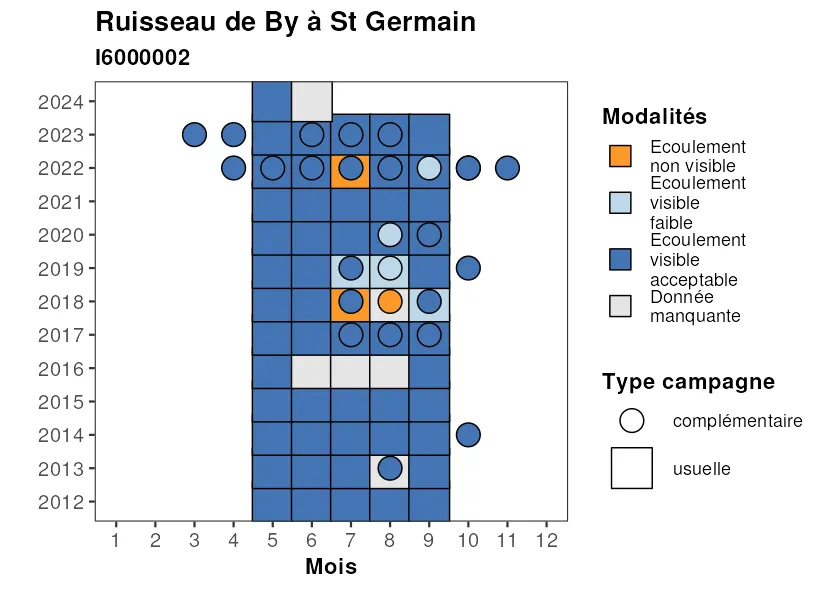 Ruisseau de By à St Germain
I6000002
2024
2023
2022
2021
2020
2019
2018
2017
2016
2015
2014
2013
2012
1 2 3 4 5 6 7 8 9 10 11 12
Mois
Modalités
Ecoulement
non visible
Ecoulement
visible
faible
Ecoulement
visible
acceptable
Donnée
manquante
Type campagne
complémentaire
usuelle